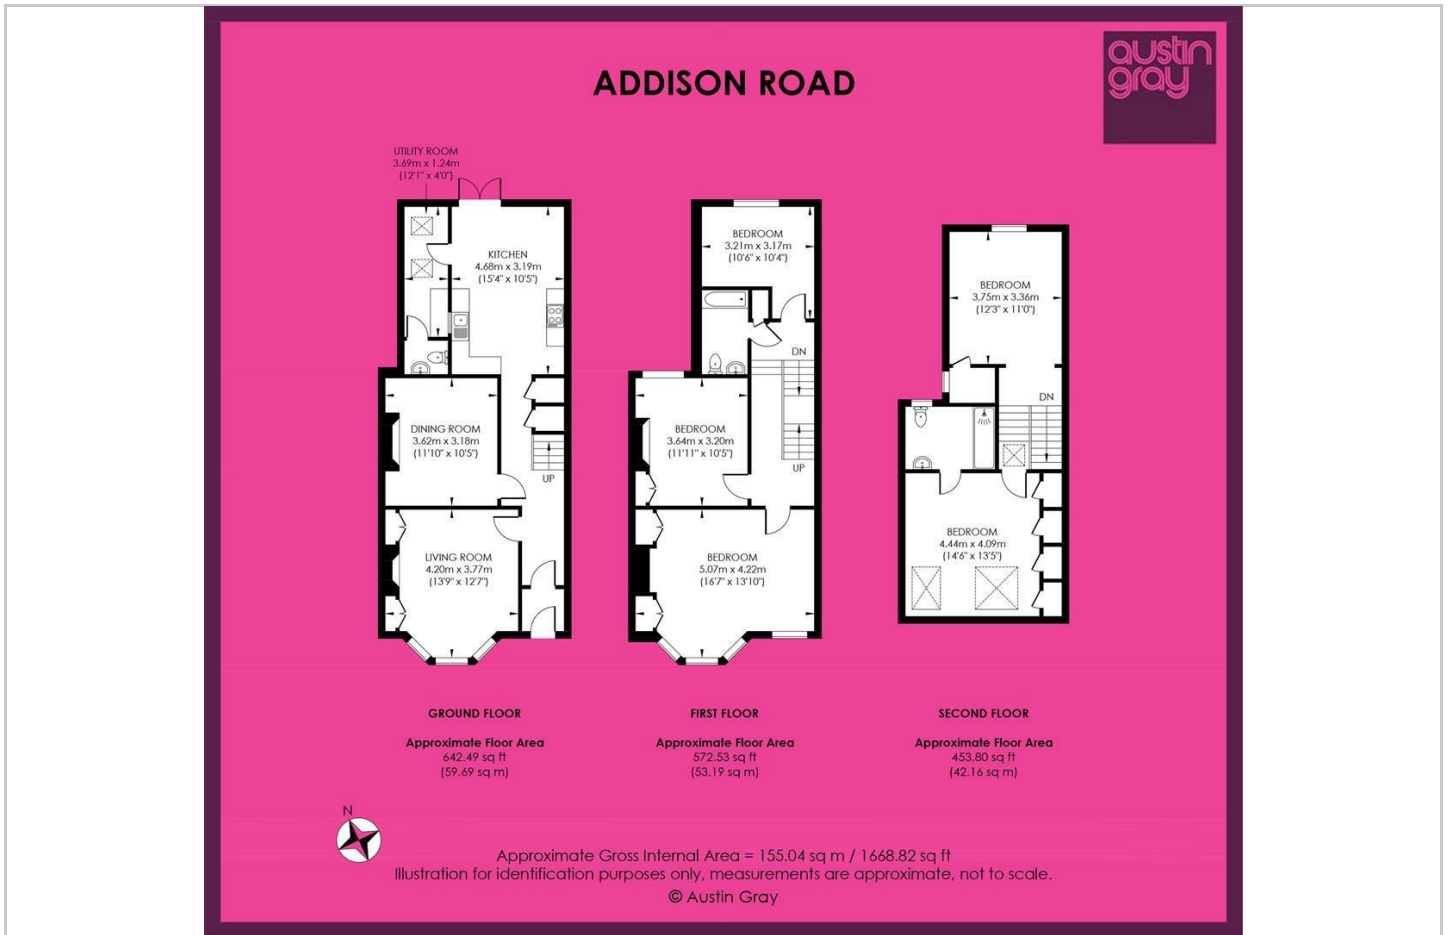 austin
gray
ADDISON ROAD
UTILITY ROOM
3.69m x 1.24m
(12'1" x 4'0")
KITCHEN
4.68m x 3.19m
(15'4" x 10'5")
DINING ROOM
3.62m x 3.18m
(11'10" x 10'5")
UP
LIVING ROOM
4.20m x 3.77m
(13'9" x 12'7")
BEDROOM
3.21m x 3.17m
(10'6" x 10'4")
DN
BEDROOM
3.64m x 3.20m
(11'11" x 10'5")
UP
BEDROOM
5.07m x 4.22m
(16'7" x 13'10")
BEDROOM
3.75m x 3.36m
(12'3" x 11'0")
DN
BEDROOM
4.44m x 4.09m
(14'6" x 13'5")
GROUND FLOOR
Approximate Floor Area
642.49 sq ft
(59.69 sq m)
FIRST FLOOR
Approximate Floor Area
572.53 sq ft
(53.19 sq m)
SECOND FLOOR
Approximate Floor Area
453.80 sq ft
(42.16 sq m)
N
Approximate Gross Internal Area = 155.04 sq m / 1668.82 sq ft
Illustration for identification purposes only, measurements are approximate, not to scale.
© Austin Gray